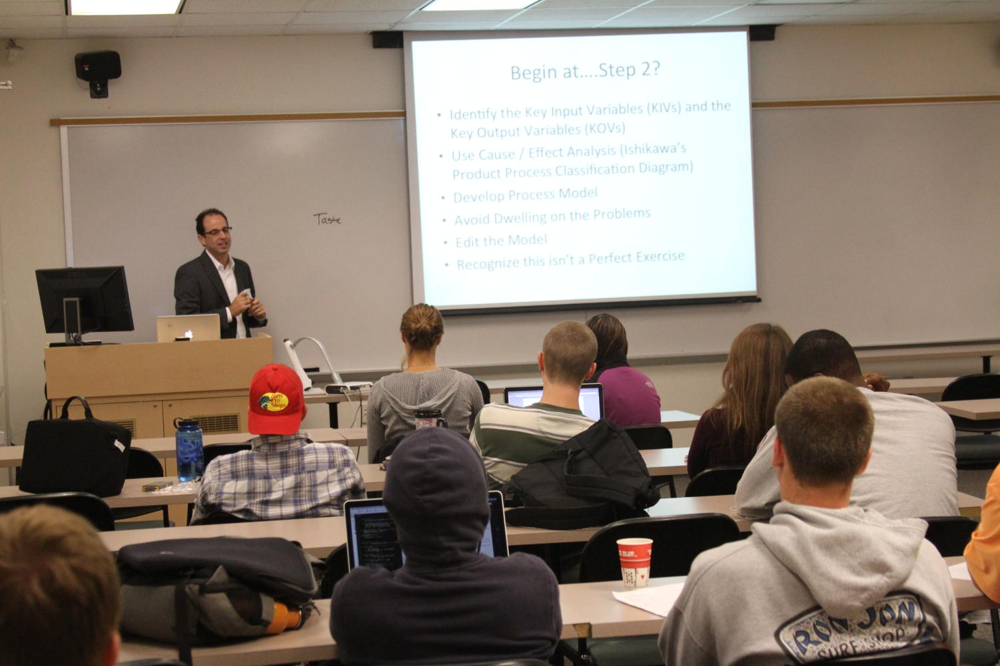 Begin at....Step 2?
• Identify the Key Input Variables (KIVs) and the
Key Output Variables (KOVs)
• Use Cause / Effect Analysis (Ishikawa's
Product Process Classification Diagram)
• Develop Process Model
• Avoid Dwelling on the Problems
• Edit the Model
• Recognize this isn't a Perfect Exercise
Taste
Bass
Pro
Shops
RON JON
SURF SHOP